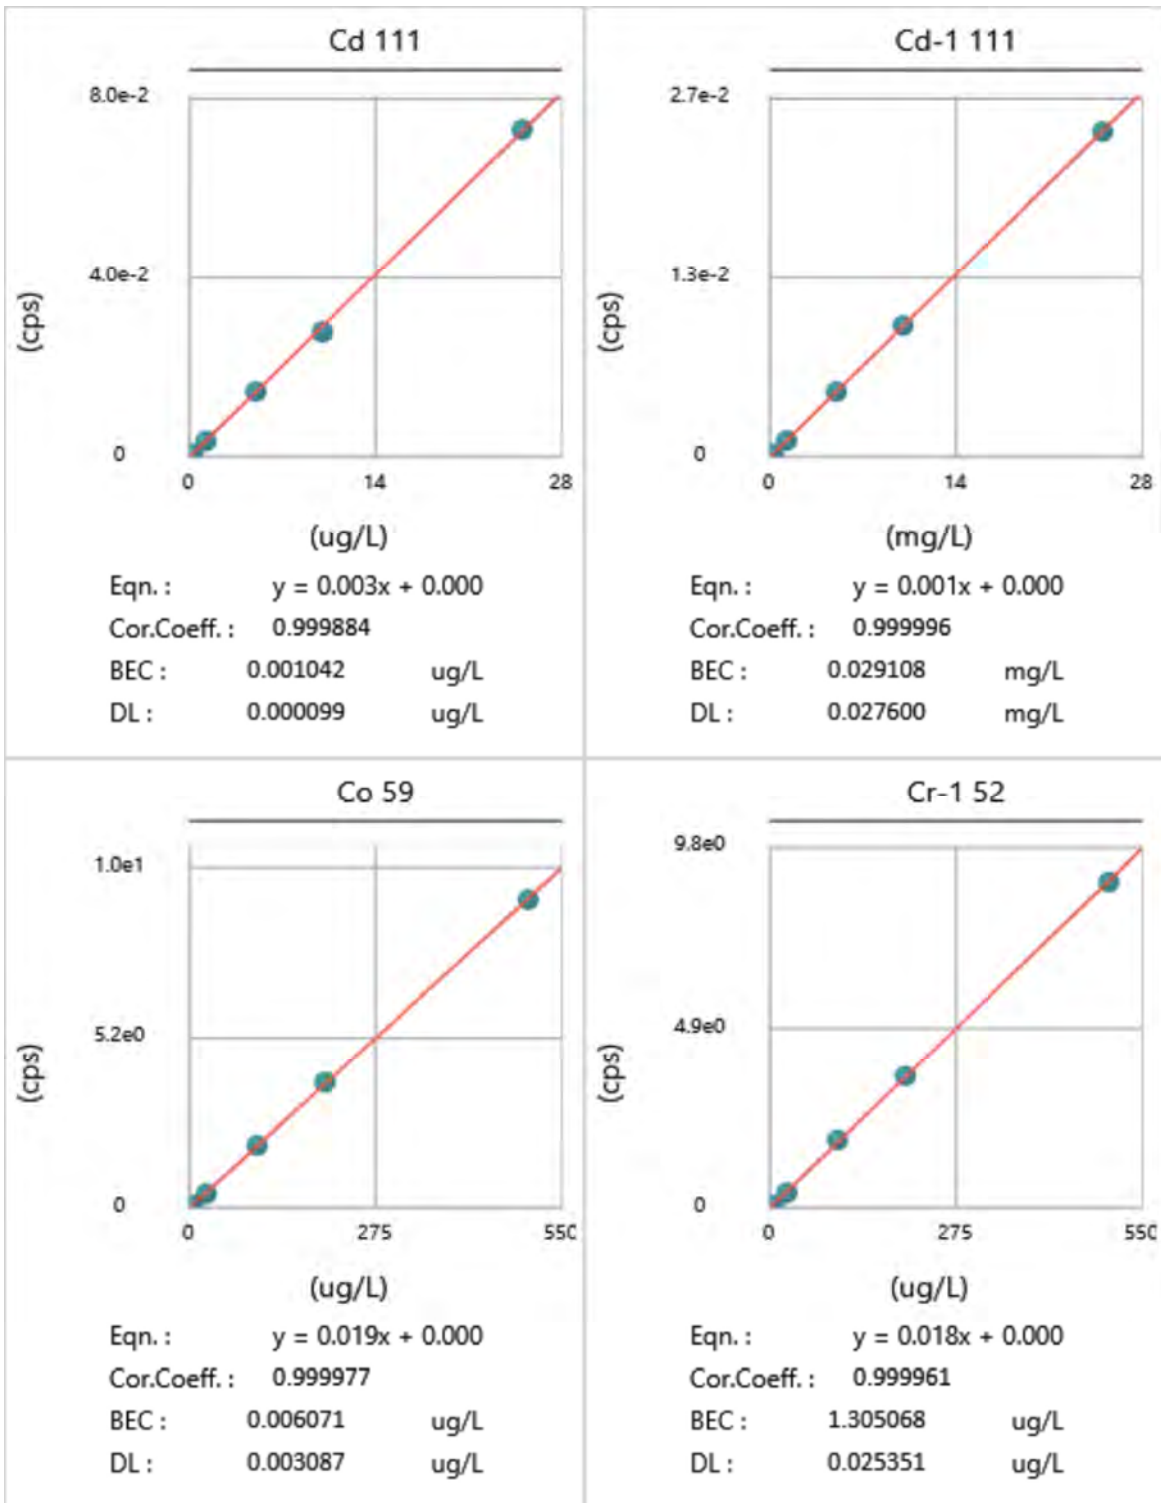 Cd 111
8.0e-2
4.0e-2
0
(cps)
0 14 28
(ug/L)
Eqn. : y = 0.003x + 0.000
Cor.Coeff. : 0.999884
BEC : 0.001042 ug/L
DL : 0.000099 ug/L
Cd-1 111
2.7e-2
1.3e-2
0
(cps)
0 14 28
(mg/L)
Eqn. : y = 0.001x + 0.000
Cor.Coeff. : 0.999996
BEC : 0.029108 mg/L
DL : 0.027600 mg/L
Co 59
1.0e1
5.2e0
0
(cps)
0 275 550
(ug/L)
Eqn. : y = 0.019x + 0.000
Cor.Coeff. : 0.999977
BEC : 0.006071 ug/L
DL : 0.003087 ug/L
Cr-1 52
9.8e0
4.9e0
0
(cps)
0 275 550
(ug/L)
Eqn. : y = 0.018x + 0.000
Cor.Coeff. : 0.999961
BEC : 1.305068 ug/L
DL : 0.025351 ug/L